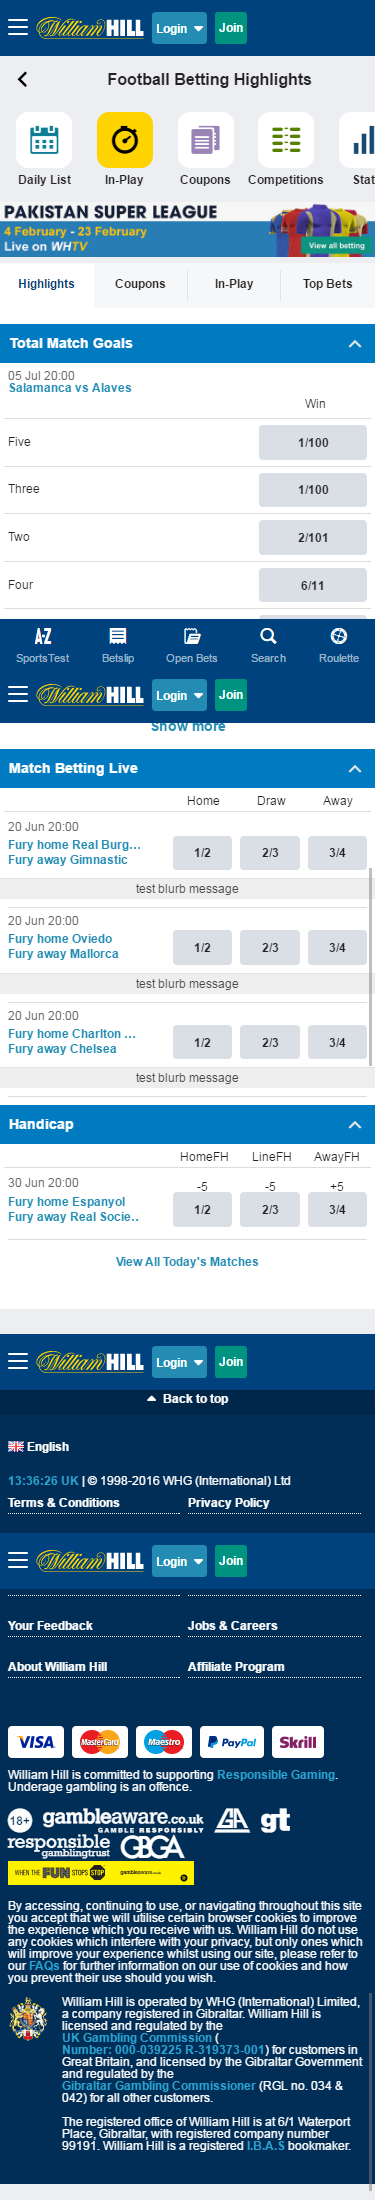 William HILL Login Join
Football Betting Highlights
Daily List In-Play Coupons Competitions Stat
PAKISTAN SUPER LEAGUE
4 February - 23 February
Live on WHTV
View all betting
Highlights Coupons In-Play Top Bets
Total Match Goals
05 Jul 20:00
Salamanca vs Alaves
Win
Five 1/100
Three 1/100
Two 2/101
Four 6/11
A-Z
SportsTest Betslip Open Bets Search Roulette
William HILL Login Join
Show more
Match Betting Live
Home Draw Away
20 Jun 20:00
Fury home Real Burg...
Fury away Gimnastic
1/2 2/3 3/4
test blurb message
20 Jun 20:00
Fury home Oviedo
Fury away Mallorca
1/2 2/3 3/4
test blurb message
20 Jun 20:00
Fury home Charlton ...
Fury away Chelsea
1/2 2/3 3/4
test blurb message
Handicap
HomeFH LineFH AwayFH
30 Jun 20:00
-5 -5 +5
Fury home Espanyol
Fury away Real Socie..
1/2 2/3 3/4
View All Today's Matches
William HILL Login Join
Back to top
English
13:36:26 UK | © 1998-2016 WHG (International) Ltd
Terms & Conditions Privacy Policy
William HILL Login Join
Your Feedback Jobs & Careers
About William Hill Affiliate Program
VISA MasterCard Maestro PayPal Skrill
William Hill is committed to supporting Responsible Gaming.
Underage gambling is an offence.
18+ gambleaware.co.uk
GAMBLE RESPONSIBLY
GA gt
responsible
gamblingtrust
GBGA
WHEN THE FUN STOPS STOP gambleaware.co.uk
By accessing, continuing to use, or navigating throughout this site
you accept that we will utilise certain browser cookies to improve
the experience which you receive with us. William Hill do not use
any cookies which interfere with your privacy, but only ones which
will improve your experience whilst using our site, please refer to
our FAQs for further information on our use of cookies and how
you prevent their use should you wish.
William Hill is operated by WHG (International) Limited,
a company registered in Gibraltar. William Hill is
licensed and regulated by the
UK Gambling Commission (
Number: 000-039225 R-319373-001) for customers in
Great Britain, and licensed by the Gibraltar Government
and regulated by the
Gibraltar Gambling Commissioner (RGL no. 034 &
042) for all other customers.
The registered office of William Hill is at 6/1 Waterport
Place, Gibraltar, with registered company number
99191. William Hill is a registered I.B.A.S bookmaker.